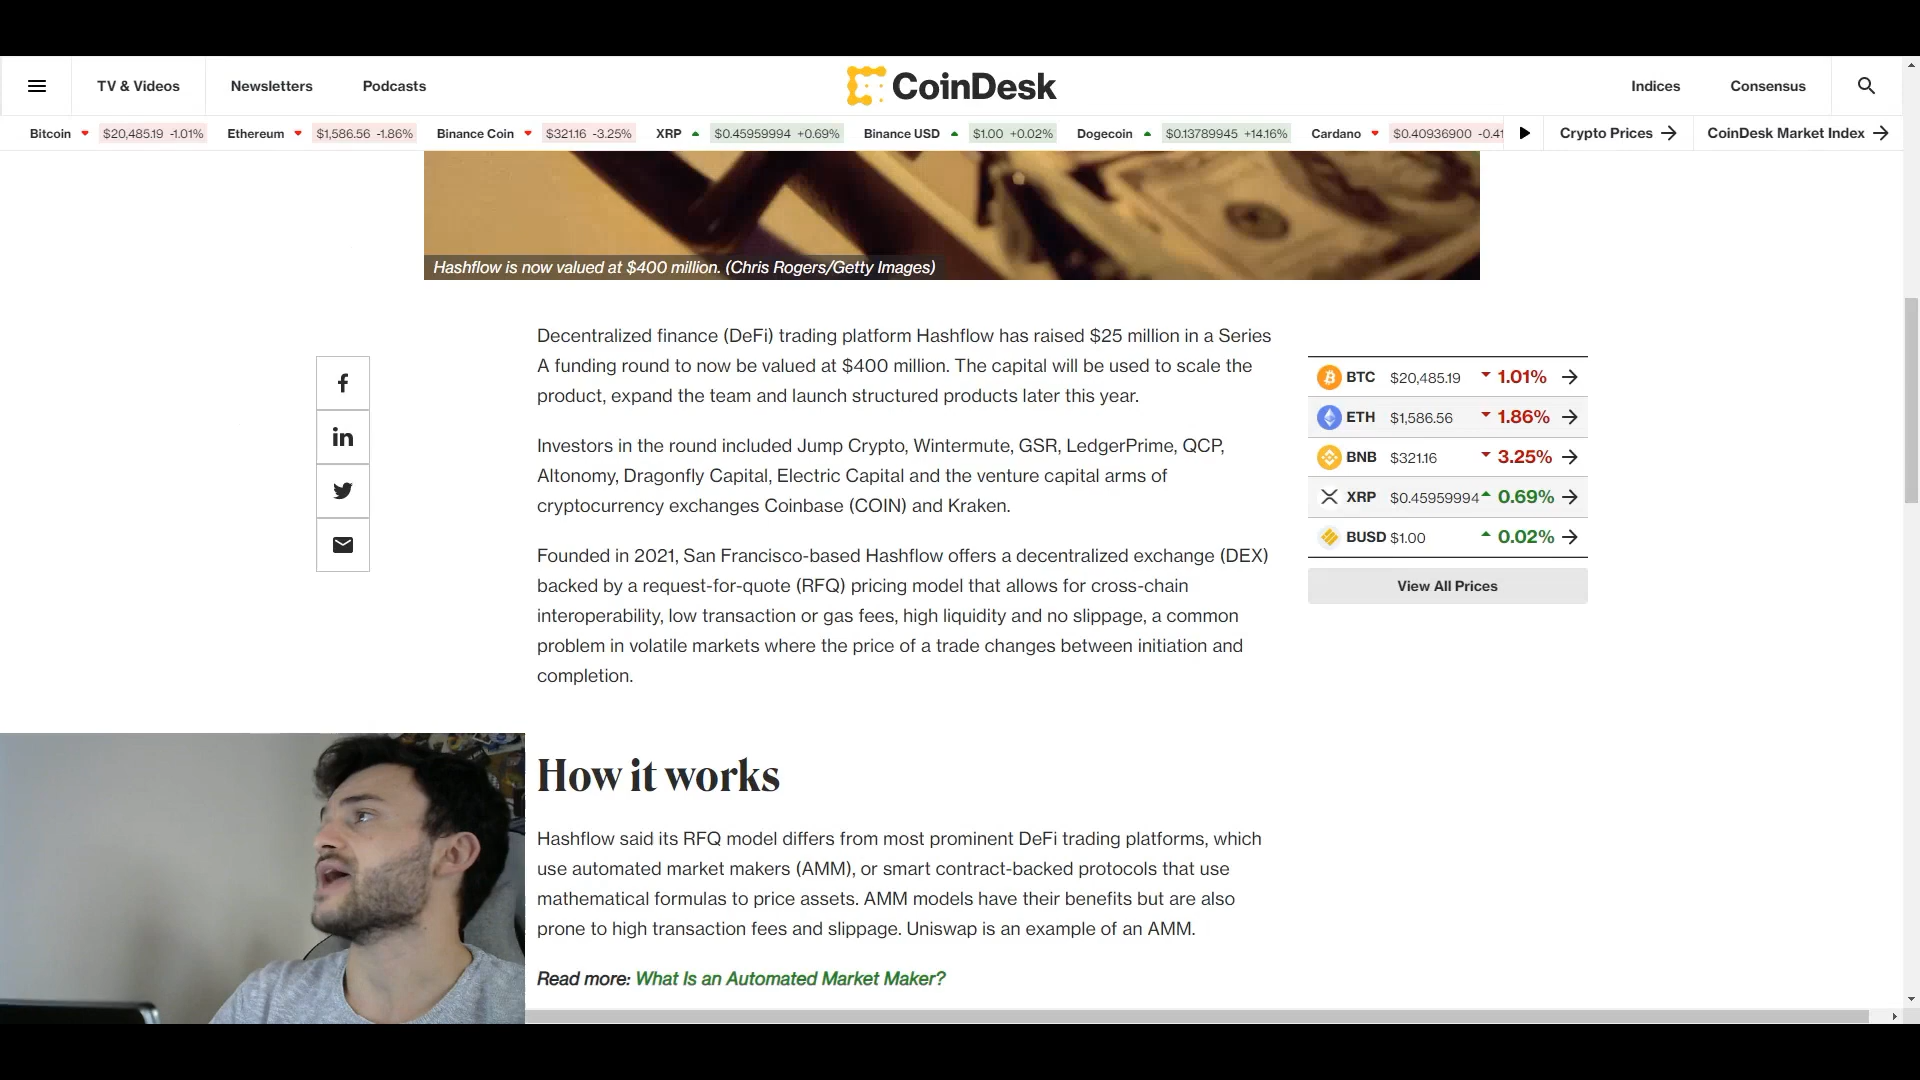 TV & Videos
Newsletters
Podcasts
CoinDesk
Indices
Consensus
Bitcoin $20,485.19 -1.01% Ethereum $1,586.56 -1.86% Binance Coin $321.16 -3.25% XRP $0.45959994 +0.69% Binance USD $1.00 +0.02% Dogecoin $0.13789945 +14.16% Cardano $0.40936900 -0.41
Crypto Prices
CoinDesk Market Index
Hashflow is now valued at $400 million. (Chris Rogers/Getty Images)
Decentralized finance (DeFi) trading platform Hashflow has raised $25 million in a Series
A funding round to now be valued at $400 million. The capital will be used to scale the
product, expand the team and launch structured products later this year.
Investors in the round included Jump Crypto, Wintermute, GSR, LedgerPrime, QCP,
Altonomy, Dragonfly Capital, Electric Capital and the venture capital arms of
cryptocurrency exchanges Coinbase (COIN) and Kraken.
Founded in 2021, San Francisco-based Hashflow offers a decentralized exchange (DEX)
backed by a request-for-quote (RFQ) pricing model that allows for cross-chain
interoperability, low transaction or gas fees, high liquidity and no slippage, a common
problem in volatile markets where the price of a trade changes between initiation and
completion.
BTC $20,485.19 1.01%
ETH $1,586.56 1.86%
BNB $321.16 3.25%
XRP $0.45959994 0.69%
BUSD $1.00 0.02%
View All Prices
How it works
Hashflow said its RFQ model differs from most prominent DeFi trading platforms, which
use automated market makers (AMM), or smart contract-backed protocols that use
mathematical formulas to price assets. AMM models have their benefits but are also
prone to high transaction fees and slippage. Uniswap is an example of an AMM.
Read more: What Is an Automated Market Maker?